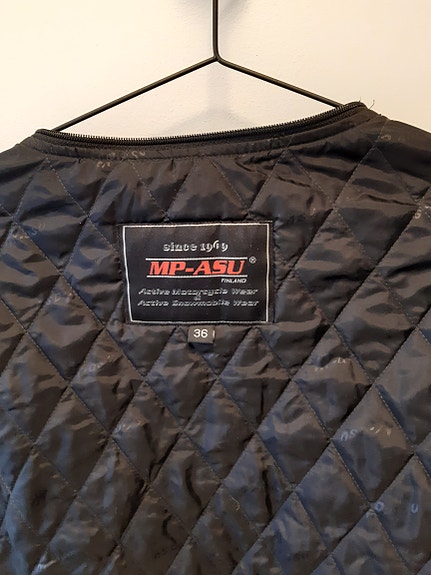 since 1969
MP-ASU®
FINLAND
Active Motorcycle Wear
&
Active Snowmobile Wear
36